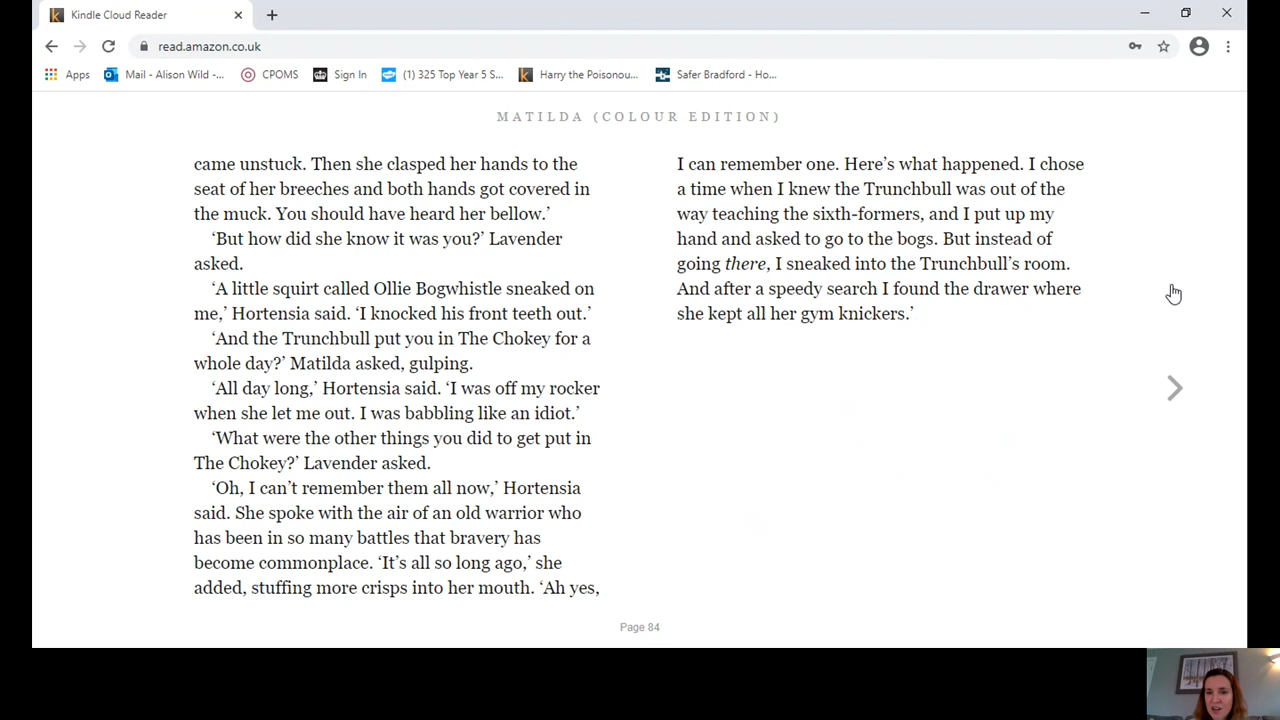 Kindle Cloud Reader
read.amazon.co.uk
Apps
Mail - Alison Wild -...
CPOMS
Sign In
(1) 325 Top Year 5 S...
Harry the Poisonou...
Safer Bradford - Ho...
MATILDA (COLOUR EDITION)
came unstuck. Then she clasped her hands to the
seat of her breeches and both hands got covered in
the muck. You should have heard her bellow.’
‘But how did she know it was you?’ Lavender
asked.
‘A little squirt called Ollie Bogwhistle sneaked on
me,’ Hortensia said. ‘I knocked his front teeth out.’
‘And the Trunchbull put you in The Chokey for a
whole day?’ Matilda asked, gulping.
‘All day long,’ Hortensia said. ‘I was off my rocker
when she let me out. I was babbling like an idiot.’
‘What were the other things you did to get put in
The Chokey?’ Lavender asked.
‘Oh, I can’t remember them all now,’ Hortensia
said. She spoke with the air of an old warrior who
has been in so many battles that bravery has
become commonplace. ‘It’s all so long ago,’ she
added, stuffing more crisps into her mouth. ‘Ah yes,
I can remember one. Here’s what happened. I chose
a time when I knew the Trunchbull was out of the
way teaching the sixth-formers, and I put up my
hand and asked to go to the bogs. But instead of
going there, I sneaked into the Trunchbull’s room.
And after a speedy search I found the drawer where
she kept all her gym knickers.’
Page 84